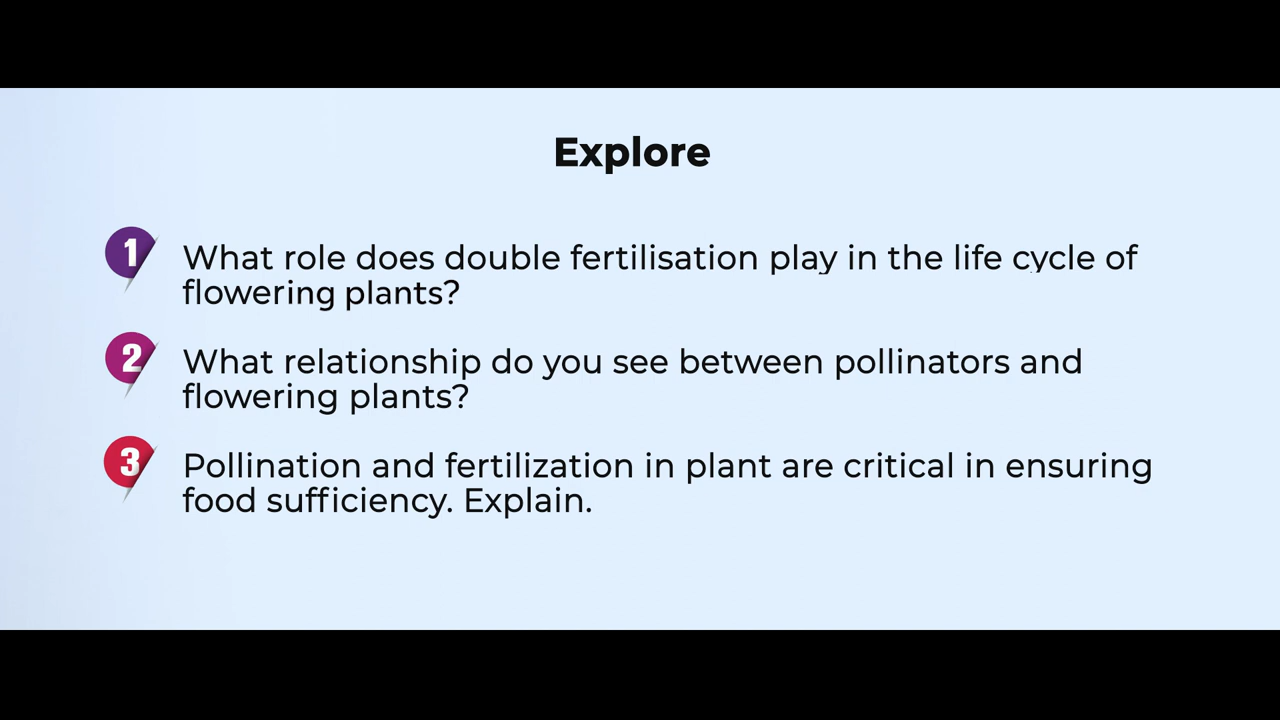 Explore
1 What role does double fertilisation play in the life cycle of
flowering plants?
2 What relationship do you see between pollinators and
flowering plants?
3 Pollination and fertilization in plant are critical in ensuring
food sufficiency. Explain.